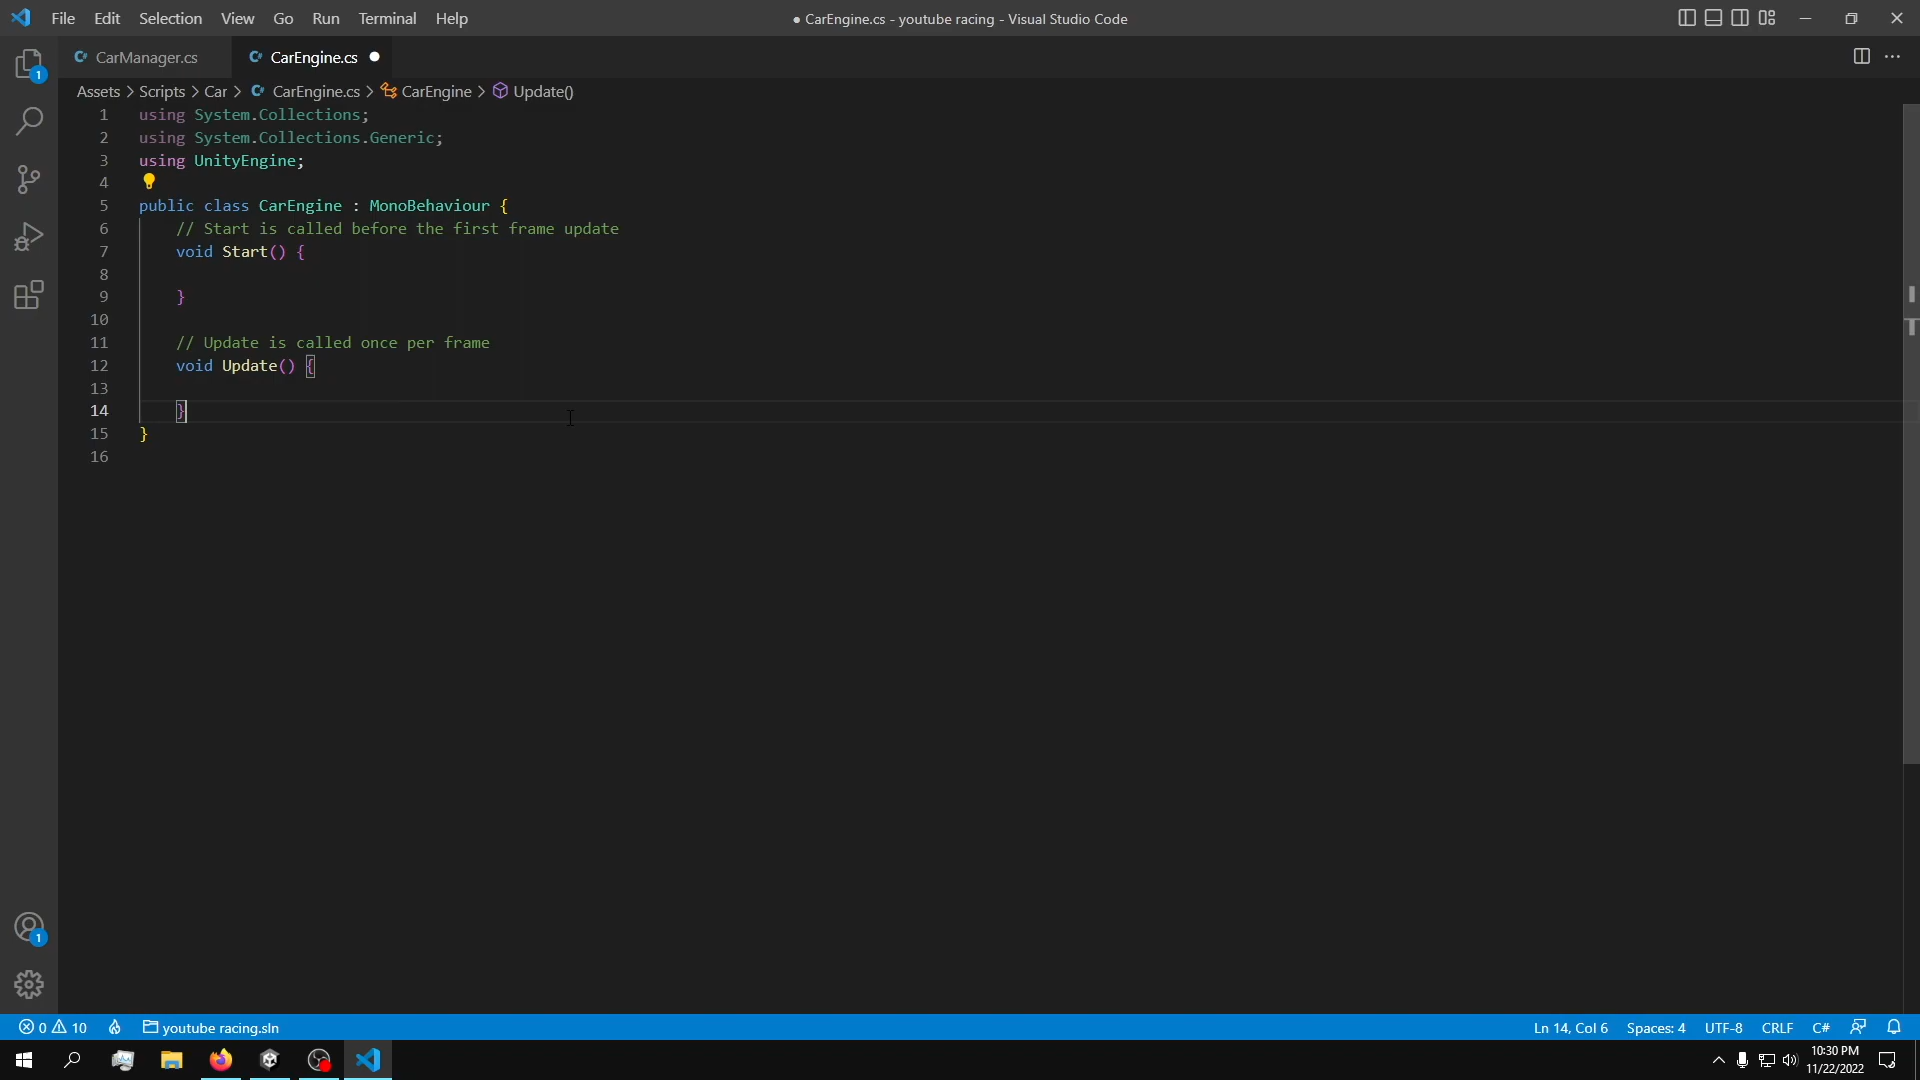 File Edit Selection View Go Run Terminal Help
● CarEngine.cs - youtube racing - Visual Studio Code
CarManager.cs
CarEngine.cs ●
Assets > Scripts > Car > CarEngine.cs > CarEngine > Update()
1 using System.Collections;
2 using System.Collections.Generic;
3 using UnityEngine;
4
5 public class CarEngine : MonoBehaviour {
6 // Start is called before the first frame update
7 void Start() {
8
9 }
10
11 // Update is called once per frame
12 void Update() {
13
14 }
15 }
16
1
1
0 10 youtube racing.sln
Ln 14, Col 6 Spaces: 4 UTF-8 CRLF C#
10:30 PM
11/22/2022